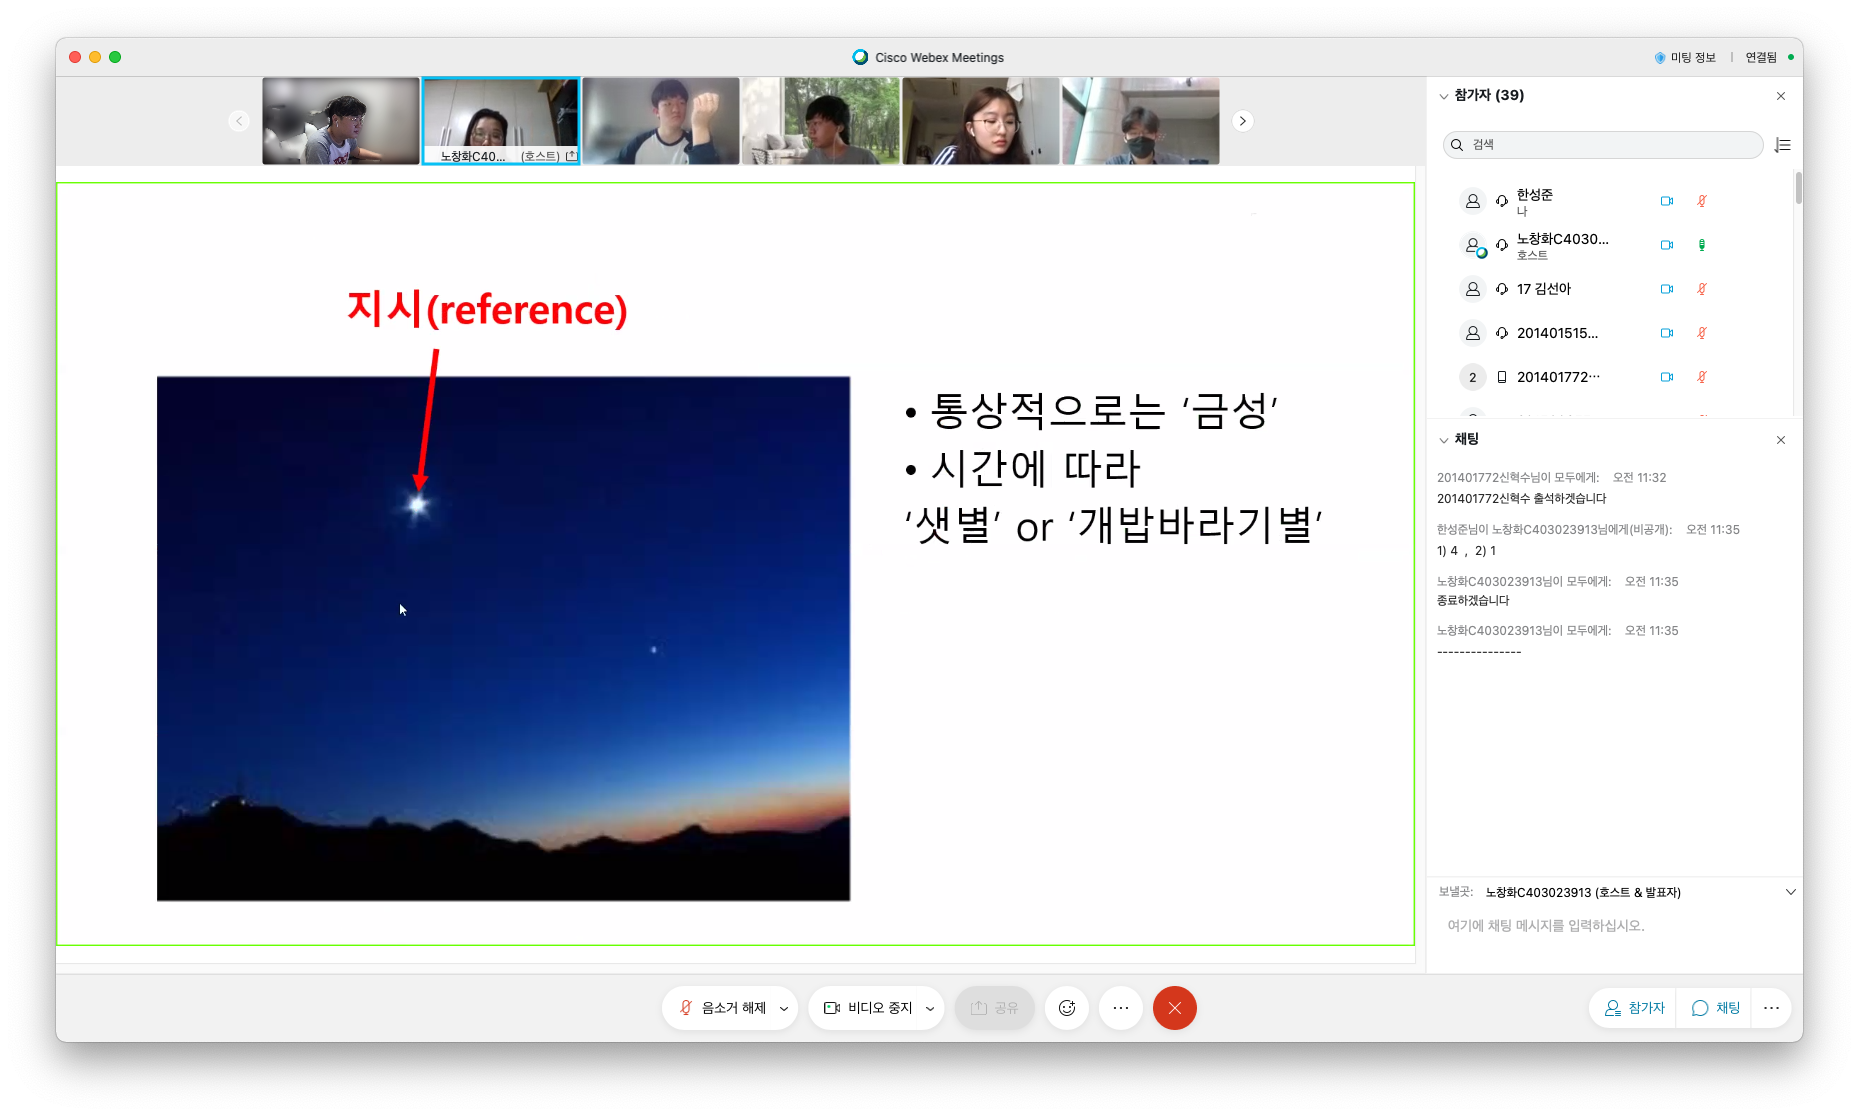 Cisco Webex Meetings
미팅 정보 | 연결됨
노창화C40... (호스트)
지시(reference)
• 통상적으로는 ‘금성’
• 시간에 따라
‘샛별’ or ‘개밥바라기별’
참가자 (39)
검색
한성준
나
노창화C4030...
호스트
17 김선아
201401515...
2 201401772...
채팅
201401772신혁수님이 모두에게: 오전 11:32
201401772신혁수 출석하겟습니다
한성준님이 노창화C403023913님에게(비공개): 오전 11:35
1) 4 , 2) 1
노창화C403023913님이 모두에게: 오전 11:35
종료하겠습니다
노창화C403023913님이 모두에게: 오전 11:35
---------------
보낼곳: 노창화C403023913 (호스트 & 발표자)
여기에 채팅 메시지를 입력하십시오.
음소거 해제 비디오 중지 공유 참가자 채팅